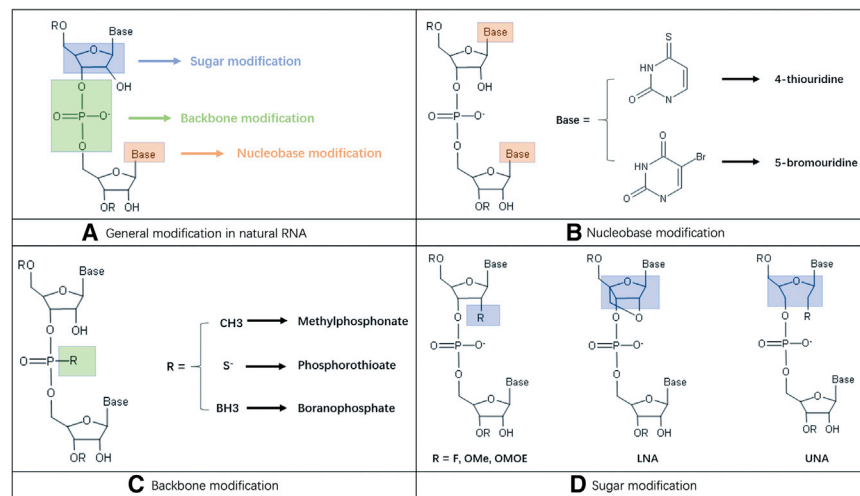 RO
Base
O
OH
O
O=P-O-
O
Base
O
OR
OH
Sugar modification
Backbone modification
Nucleobase modification
A General modification in natural RNA
RO
Base
O
O
OH
O=P-O-
O
Base
O
OR
OH
Base =
S
NH
O
N
4-thiouridine
O
Br
NH
O
N
5-bromouridine
B Nucleobase modification
RO
Base
O
O
OH
O=P-R
O
Base
O
OR
OH
R =
CH3
Methylphosphonate
S-
Phosphorothioate
BH3
Boranophosphate
C Backbone modification
RO
Base
O
O
R
O=P-O-
O
Base
O
OR
OH
R = F, OMe, OMOE
RO
Base
O
O
O
O=P-O-
O
Base
O
OR
OH
LNA
RO
Base
O
O
R
O=P-O-
O
Base
O
OR
OH
UNA
D Sugar modification